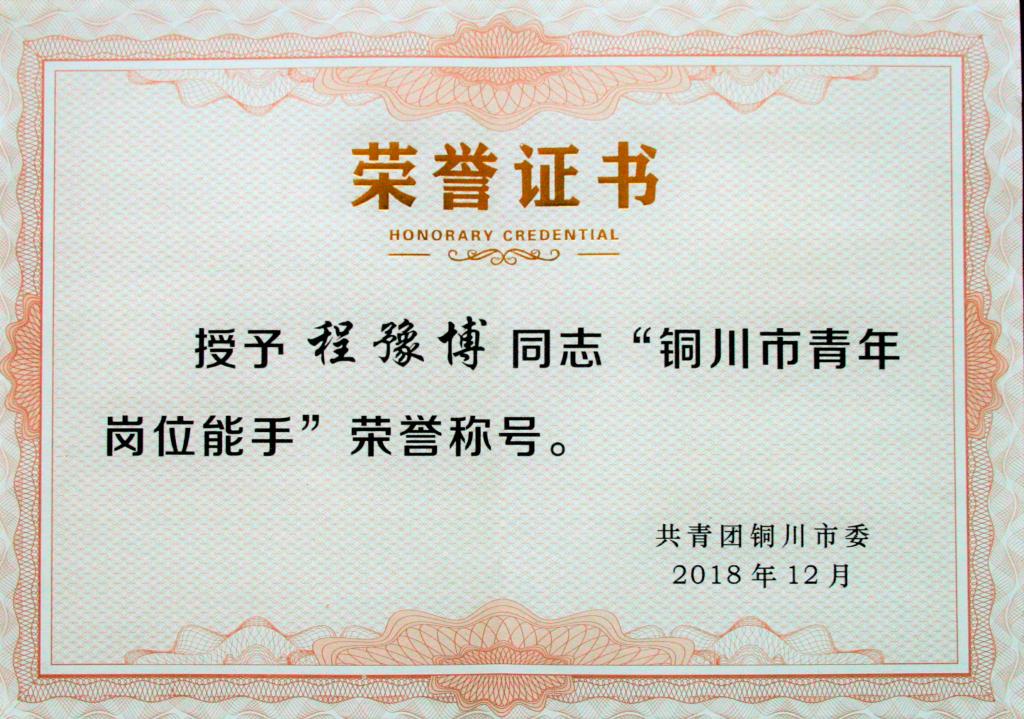 荣誉证书
HONORARY CREDENTIAL
授予 程豫博 同志“铜川市青年
岗位能手”荣誉称号。
共青团铜川市委
2018年12月